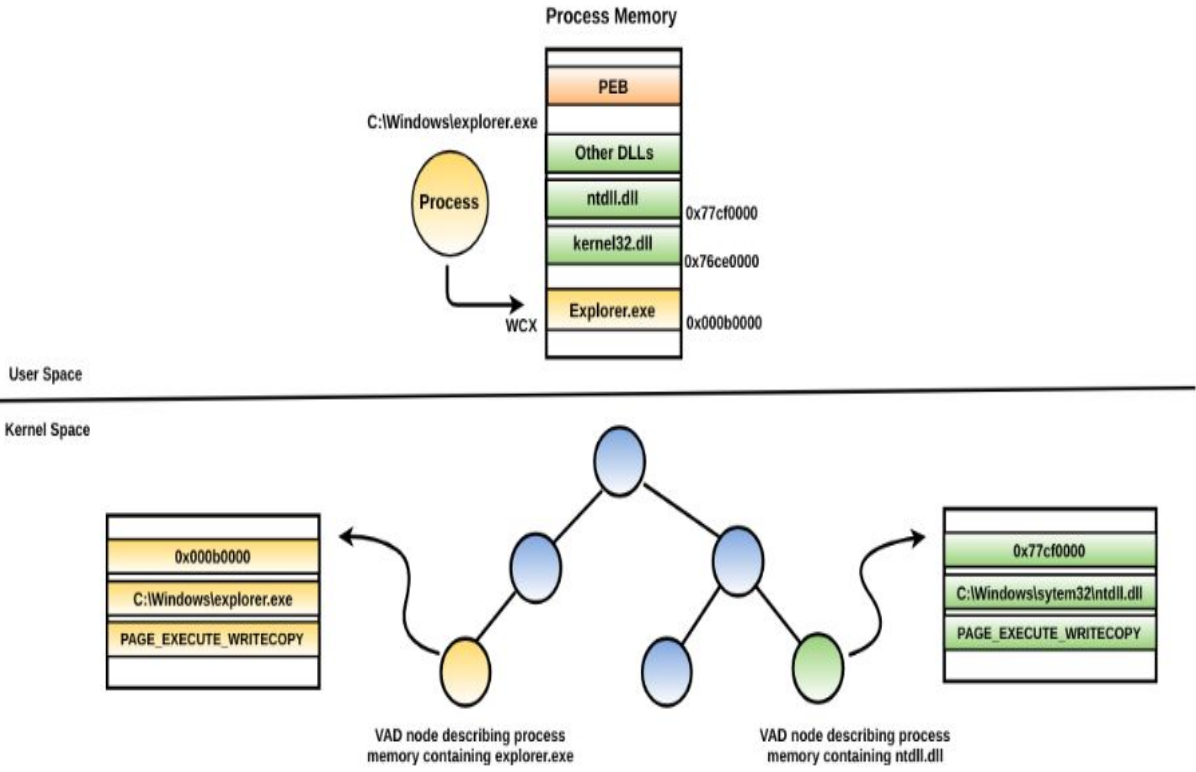 Process Memory
PEB
C:\Windows\explorer.exe
Other DLLs
Process
ntdll.dll
0x77cf0000
kernel32.dll
0x76ce0000
Explorer.exe
WCX
0x000b0000
User Space
Kernel Space
0x000b0000
C:\Windows\explorer.exe
PAGE_EXECUTE_WRITECOPY
0x77cf0000
C:\Windows\sytem32\ntdll.dll
PAGE_EXECUTE_WRITECOPY
VAD node describing process
memory containing explorer.exe
VAD node describing process
memory containing ntdll.dll